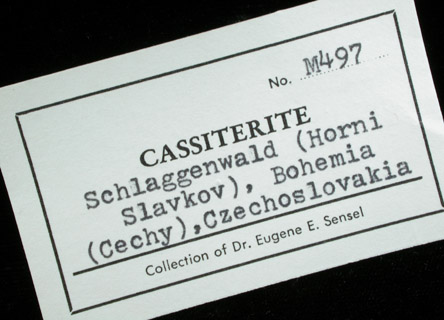 No. M497
CASSITERITE
Schlaggenwald (Horni
Slavkov), Bohemia
(Cechy),Czechoslovakia
Collection of Dr. Eugene E. Sensel